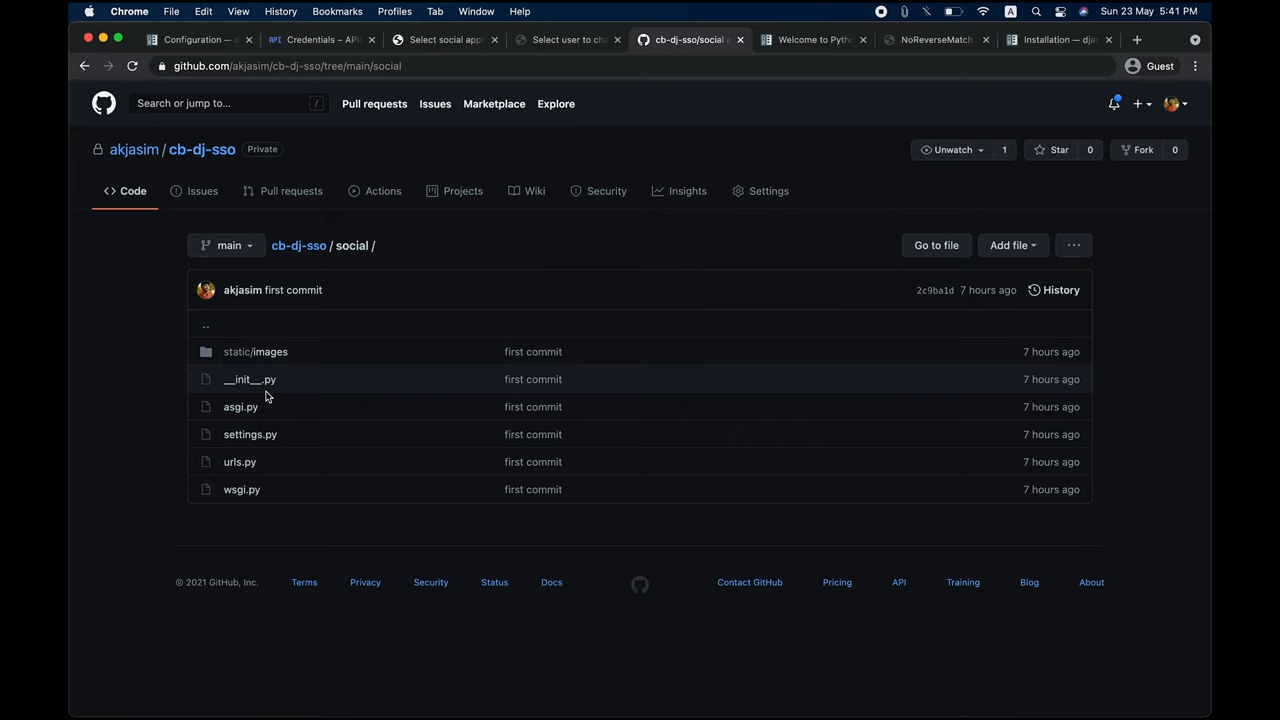 Chrome File Edit View History Bookmarks Profiles Tab Window Help A Sun 23 May 5:41 PM
Configuration — d API Credentials – APIs Select social appl Select user to cha cb-dj-sso/social a Welcome to Pytho NoReverseMatch Installation — djan
github.com/akjasim/cb-dj-sso/tree/main/social Guest
Search or jump to... / Pull requests Issues Marketplace Explore
akjasim / cb-dj-sso Private Unwatch 1 Star 0 Fork 0
<> Code Issues Pull requests Actions Projects Wiki Security Insights Settings
main cb-dj-sso / social / Go to file Add file ...
akjasim first commit 2c9ba1d 7 hours ago History
..
static/images first commit 7 hours ago
__init__.py first commit 7 hours ago
asgi.py first commit 7 hours ago
settings.py first commit 7 hours ago
urls.py first commit 7 hours ago
wsgi.py first commit 7 hours ago
© 2021 GitHub, Inc. Terms Privacy Security Status Docs Contact GitHub Pricing API Training Blog About